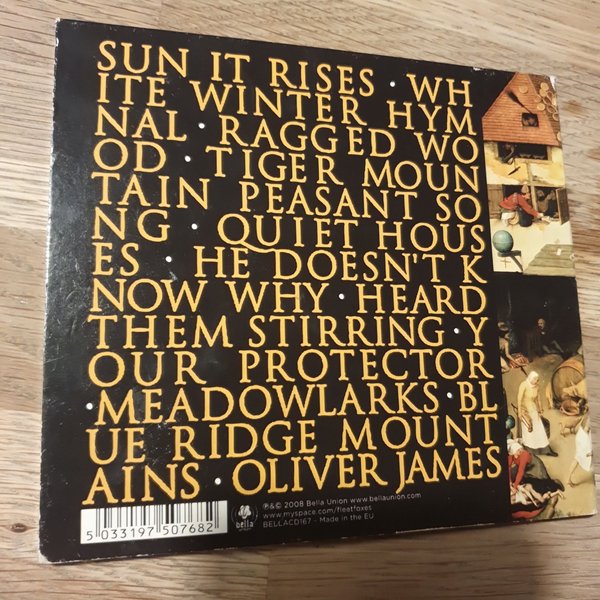 SUN IT RISES · WH
ITE WINTER HYM
NAL · RAGGED WO
OD · TIGER MOUN
TAIN PEASANT SO
NG · QUIET HOUS
ES · HE DOESN'T K
NOW WHY · HEARD
THEM STIRRING · Y
OUR PROTECTOR
· MEADOWLARKS · BL
UE RIDGE MOUNT
AINS · OLIVER JAMES
5 033197 507682
bella
℗&© 2008 Bella Union www.bellaunion.com
www.myspace.com/fleetfoxes
BELLACD167 - Made in the EU